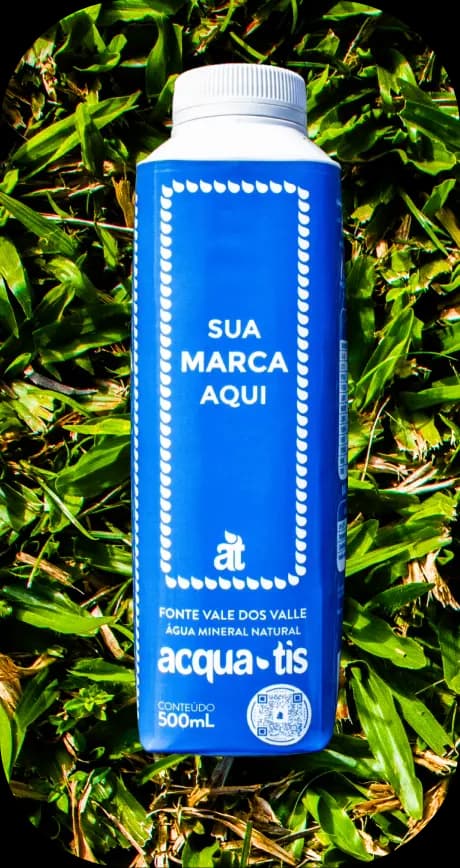 SUA
MARCA
AQUI
at
FONTE VALE DOS VALLE
ÁGUA MINERAL NATURAL
acqua-tis
CONTEÚDO
500mL